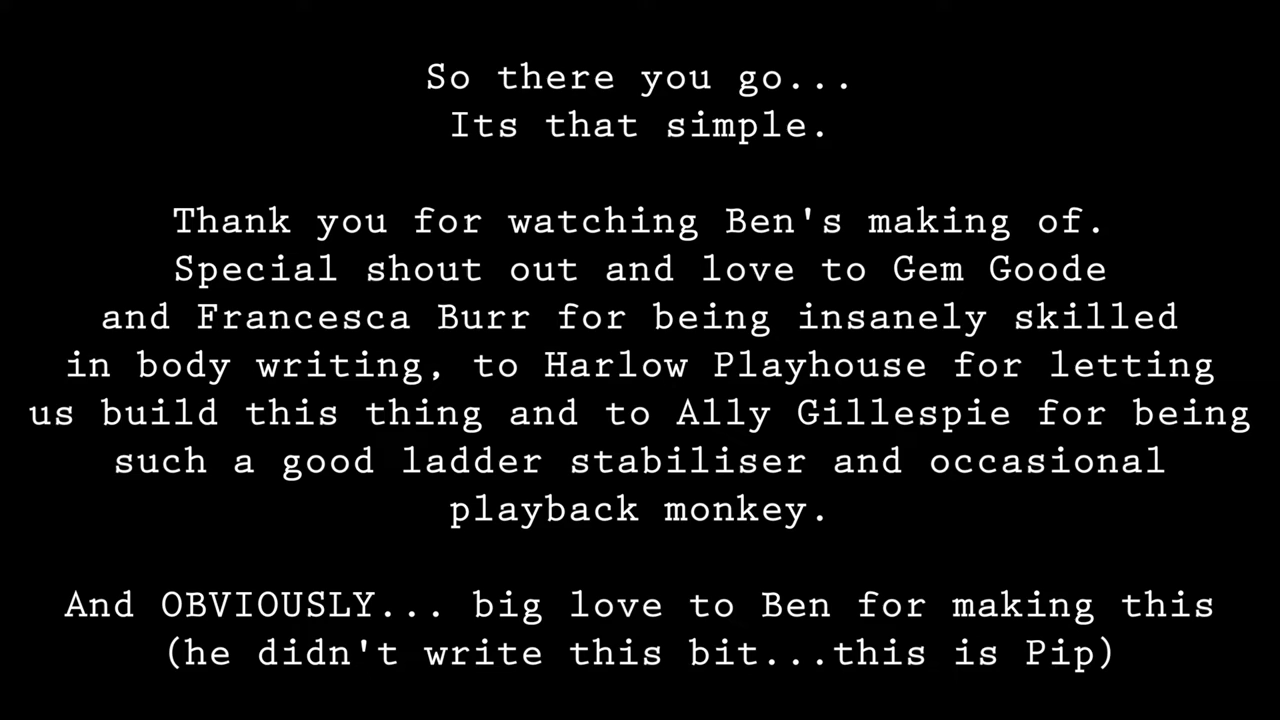 So there you go...
Its that simple.
Thank you for watching Ben's making of.
Special shout out and love to Gem Goode
and Francesca Burr for being insanely skilled
in body writing, to Harlow Playhouse for letting
us build this thing and to Ally Gillespie for being
such a good ladder stabiliser and occasional
playback monkey.
And OBVIOUSLY... big love to Ben for making this
(he didn't write this bit...this is Pip)